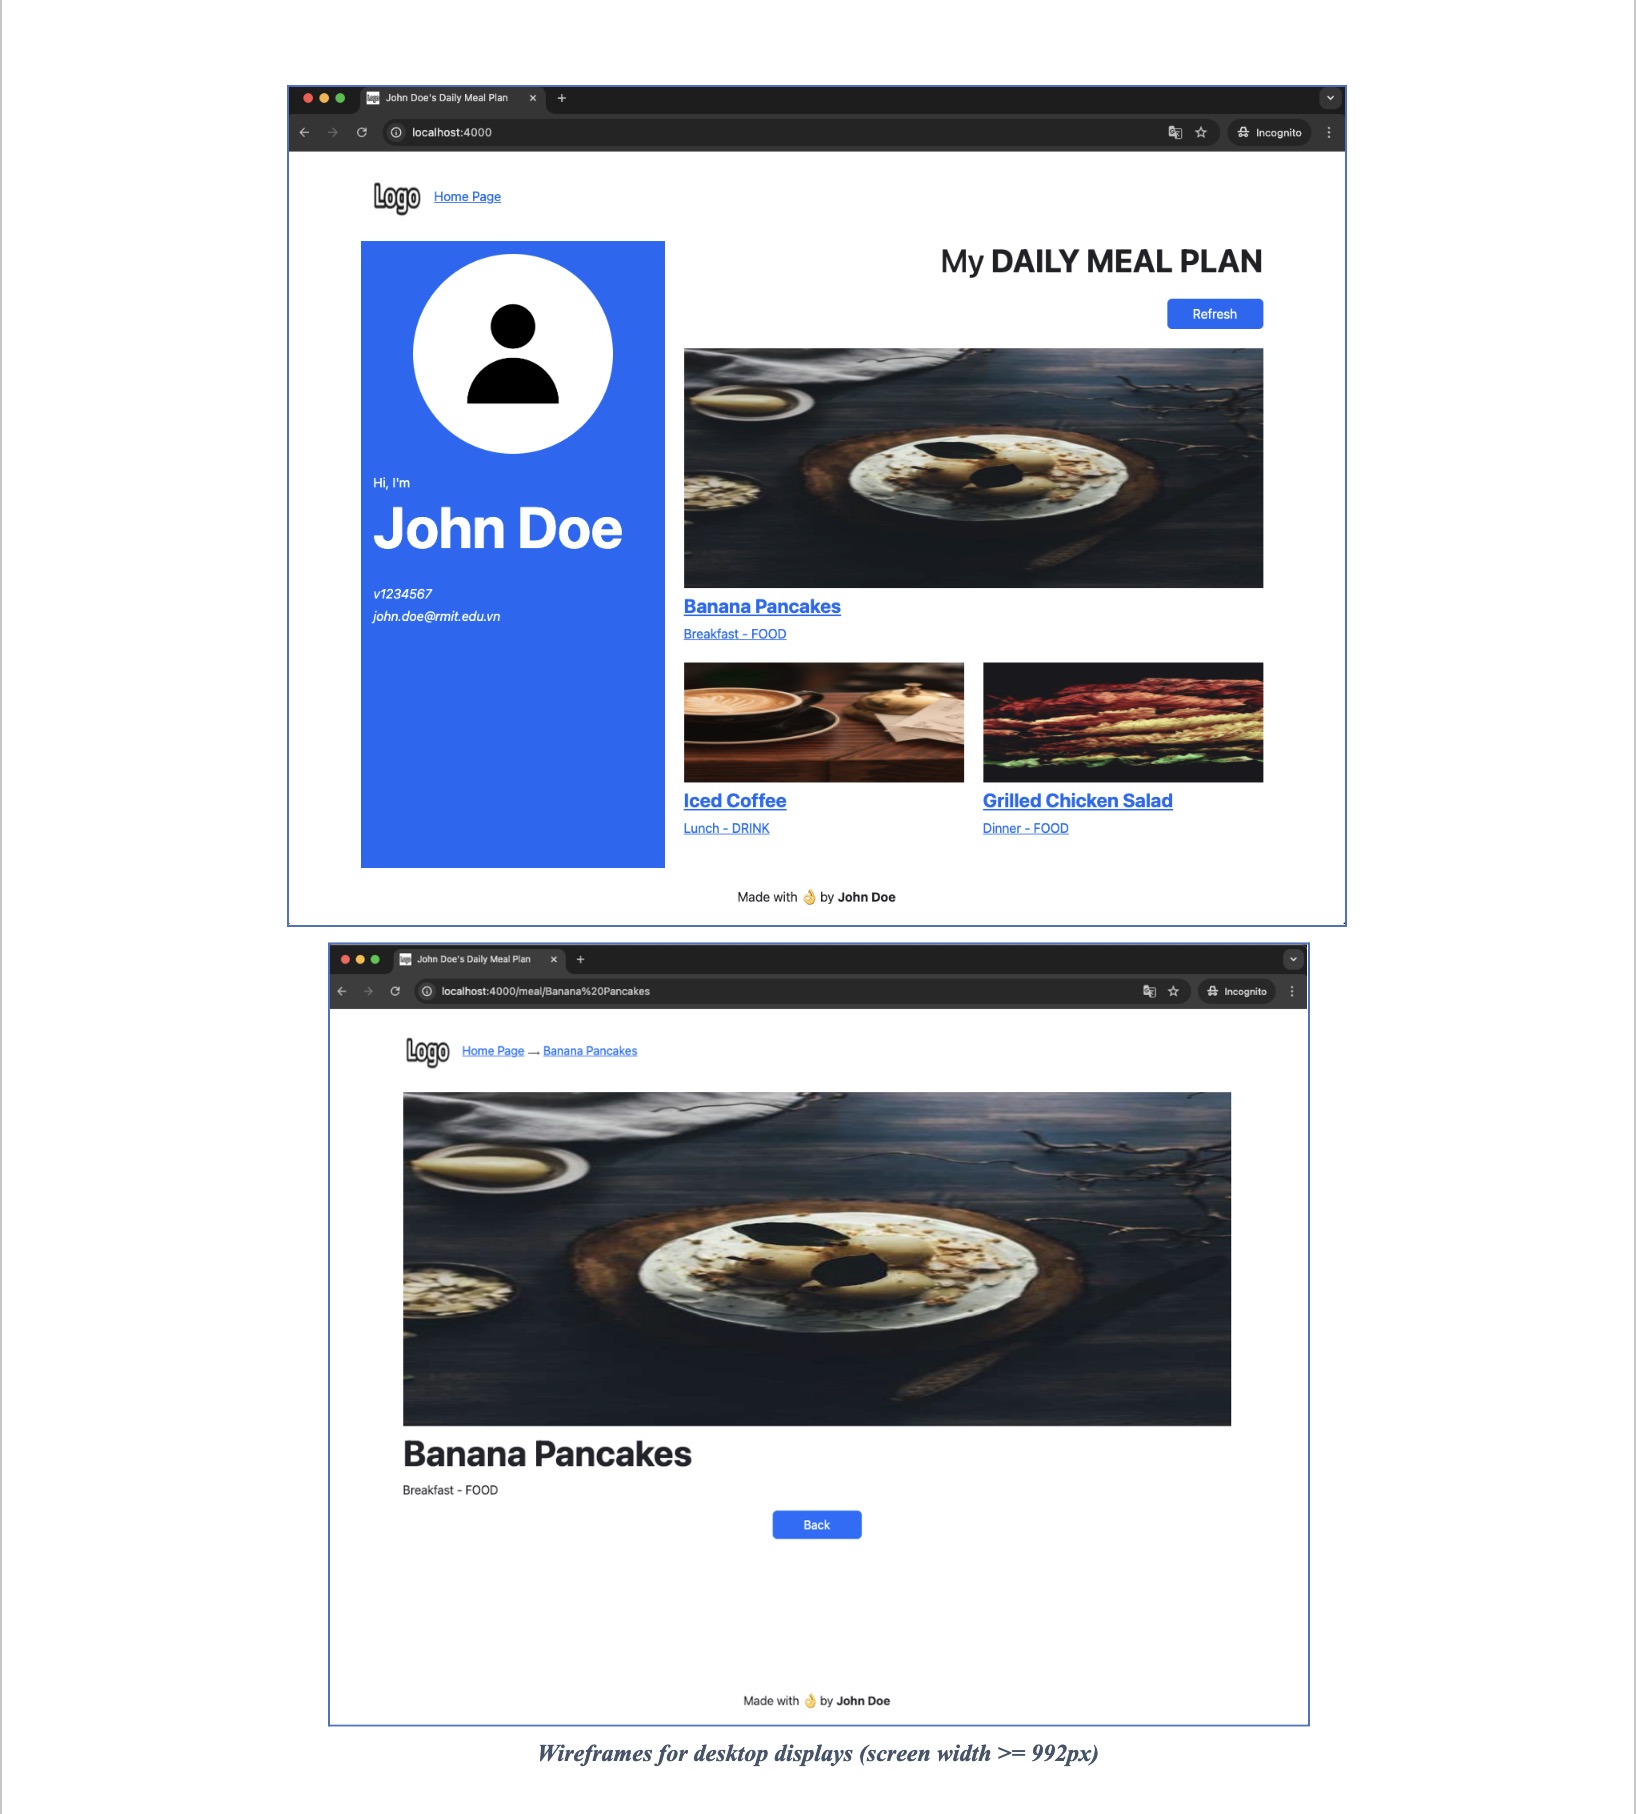 John Doe's Daily Meal Plan
localhost:4000
Incognito
Logo Home Page
My DAILY MEAL PLAN
Refresh
Hi, I'm
John Doe
v1234567
john.doe@rmit.edu.vn
Banana Pancakes
Breakfast - FOOD
Iced Coffee
Lunch - DRINK
Grilled Chicken Salad
Dinner - FOOD
Made with 👌 by John Doe
John Doe's Daily Meal Plan
localhost:4000/meal/Banana%20Pancakes
Incognito
Logo Home Page → Banana Pancakes
Banana Pancakes
Breakfast - FOOD
Back
Made with 👌 by John Doe
Wireframes for desktop displays (screen width >= 992px)